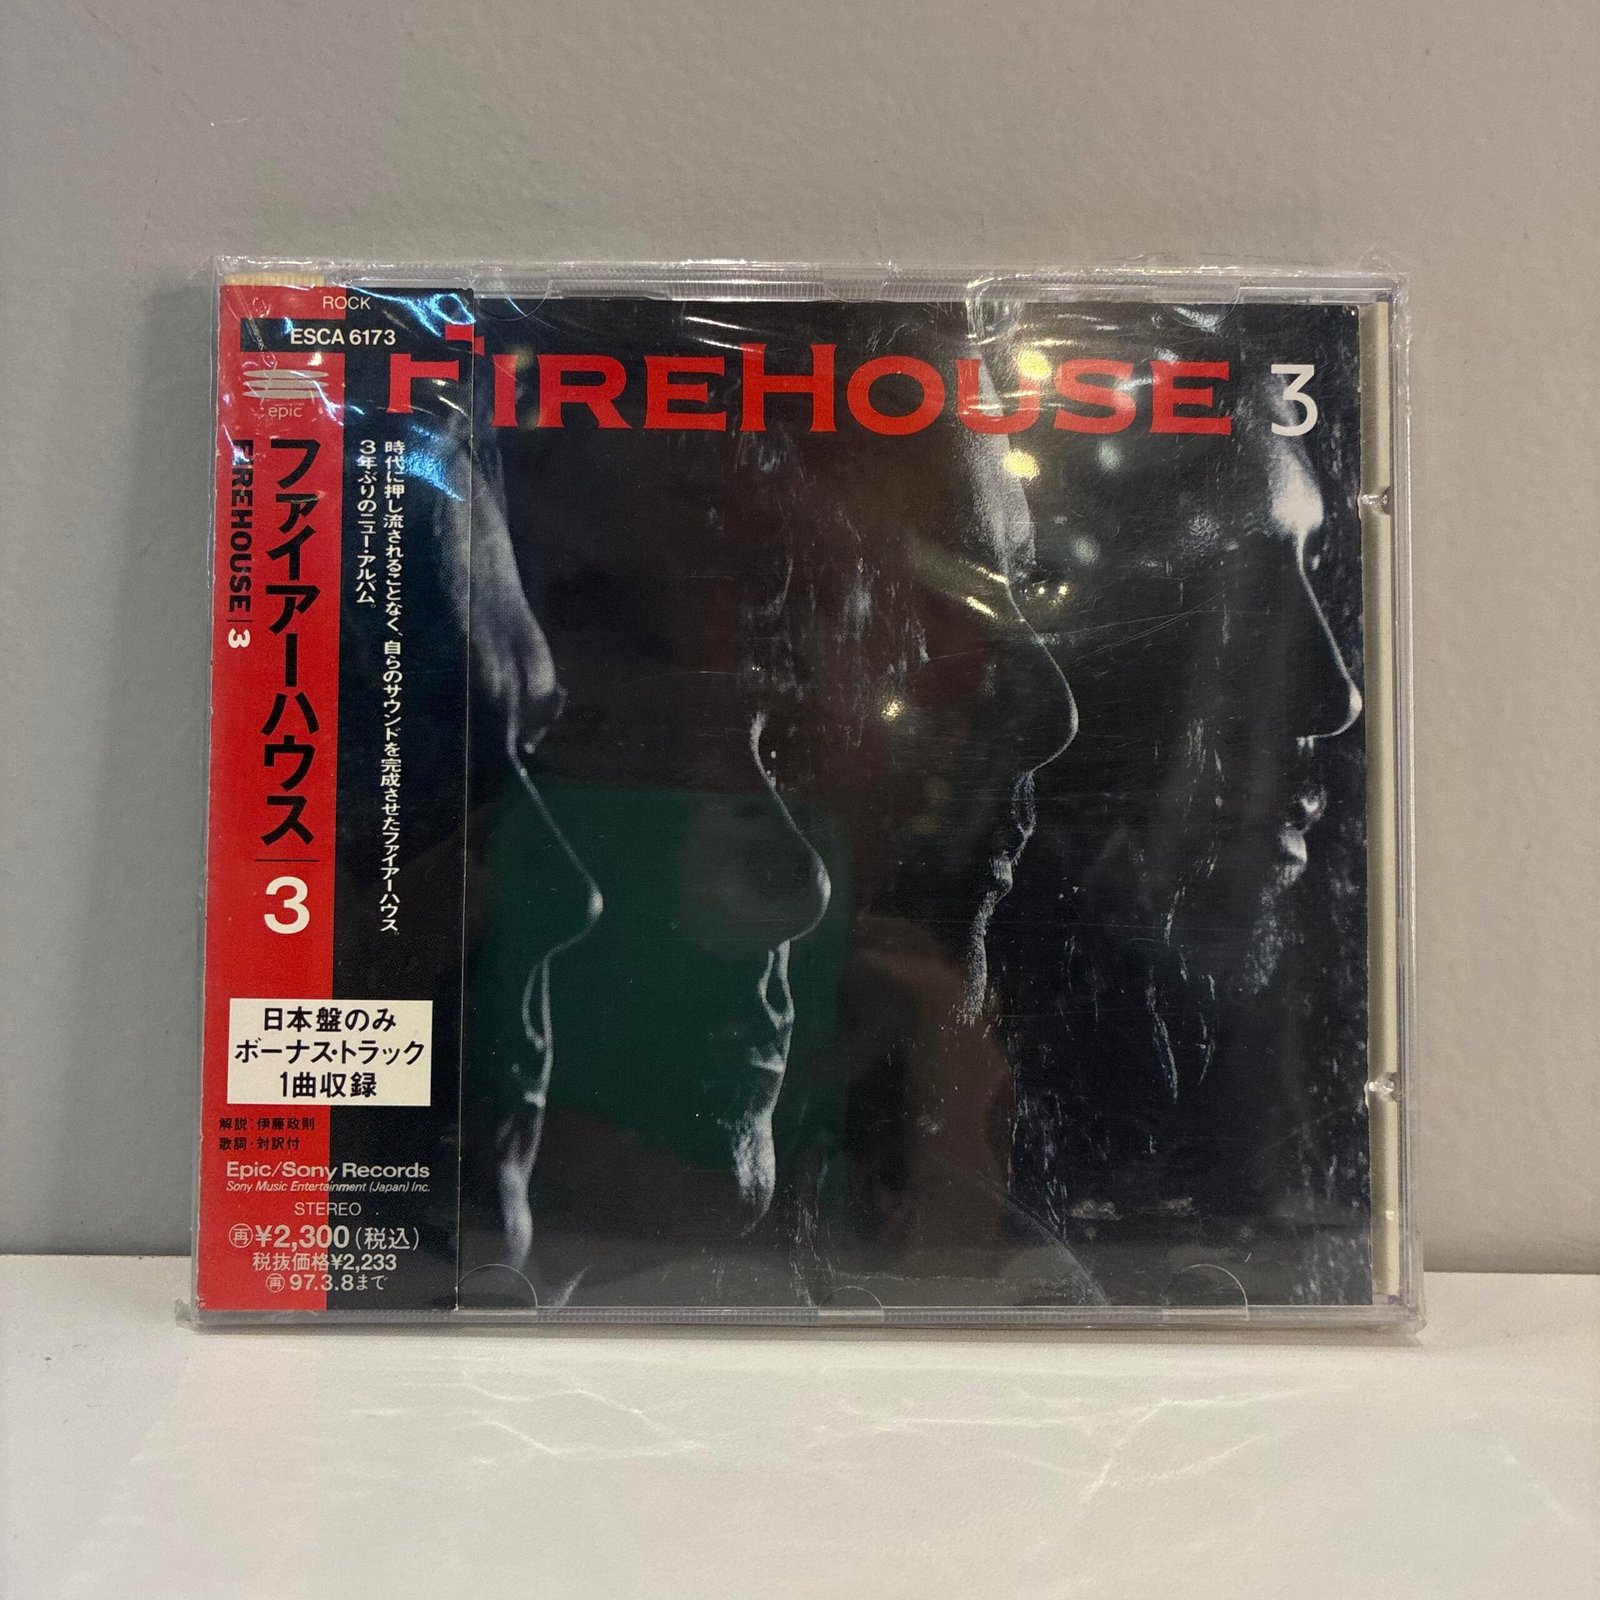 ROCK
ESCA 6173
epic
FIREHOUSE 3
ファイアーハウス 3
FIREHOUSE 3
時代に押し流されることなく、自らのサウンドを完成させたファイアーハウス。
3年ぶりのニュー・アルバム。
日本盤のみ
ボーナス・トラック
1曲収録
解説:伊藤政則
歌詞・対訳付
Epic/Sony Records
Sony Music Entertainment (Japan) Inc.
STEREO
再¥2,300(税込)
税抜価格¥2,233
再97.3.8まで